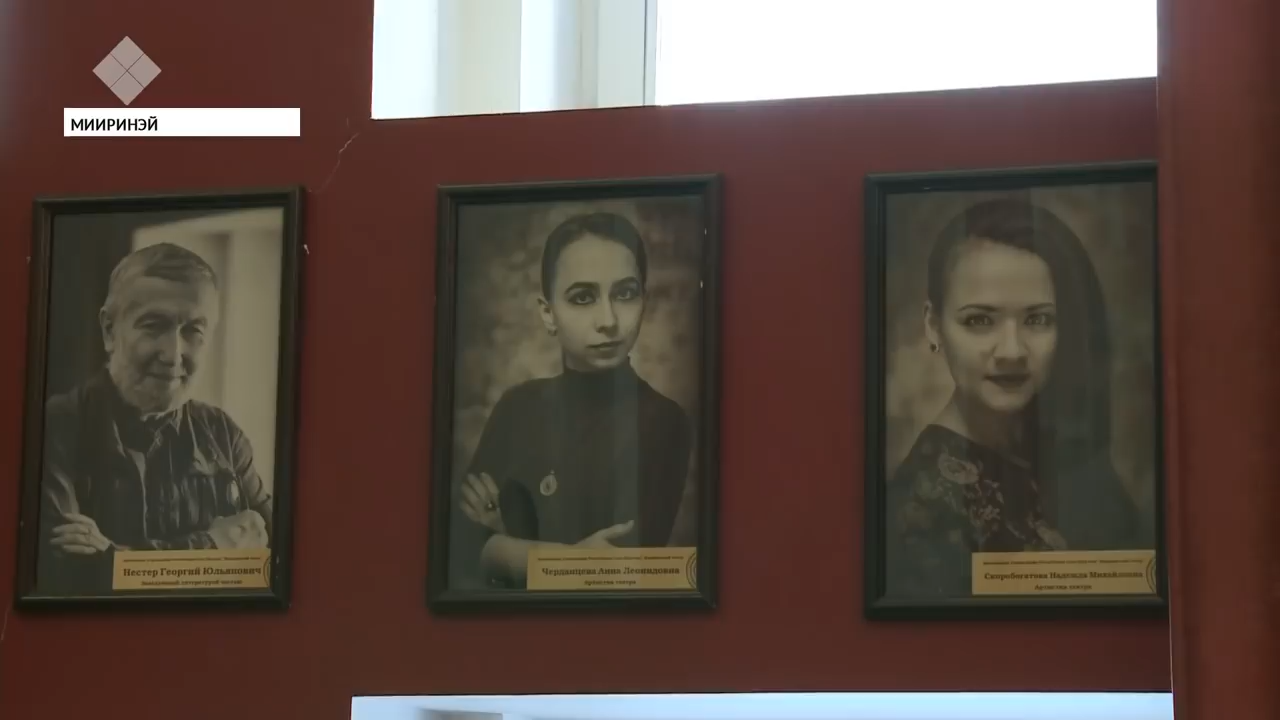 МИИРИНЭЙ
Нестер Георгий Юльянович
Заведующий литературной частью
Черданцева Анна Леонидовна
Артистка театра
Скоробогатова Надежда Михайловна
Артистка театра